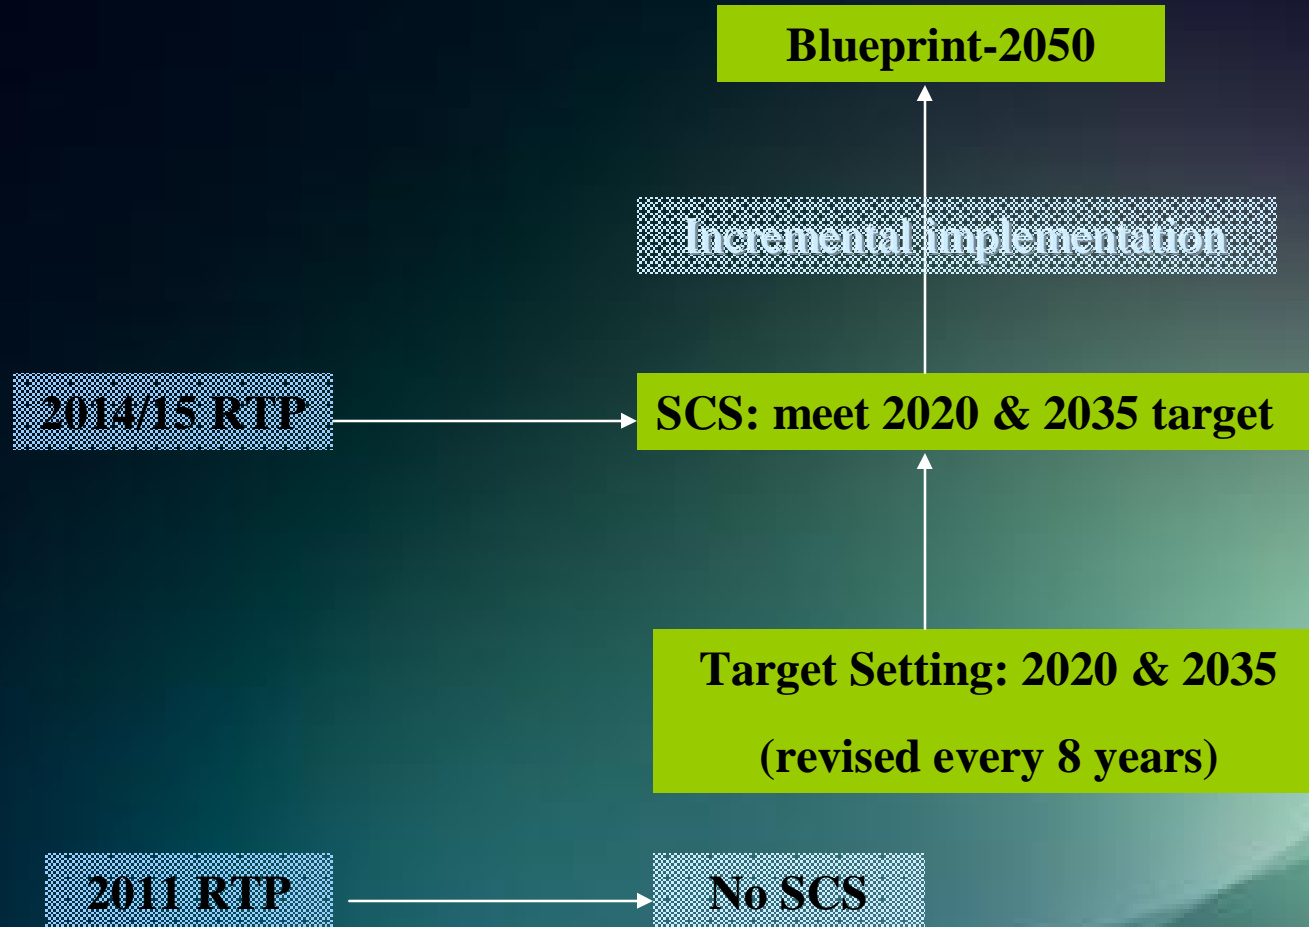 Blueprint-2050
Incremental implementation
2014/15 RTP
SCS: meet 2020 & 2035 target
Target Setting: 2020 & 2035
(revised every 8 years)
2011 RTP
No SCS